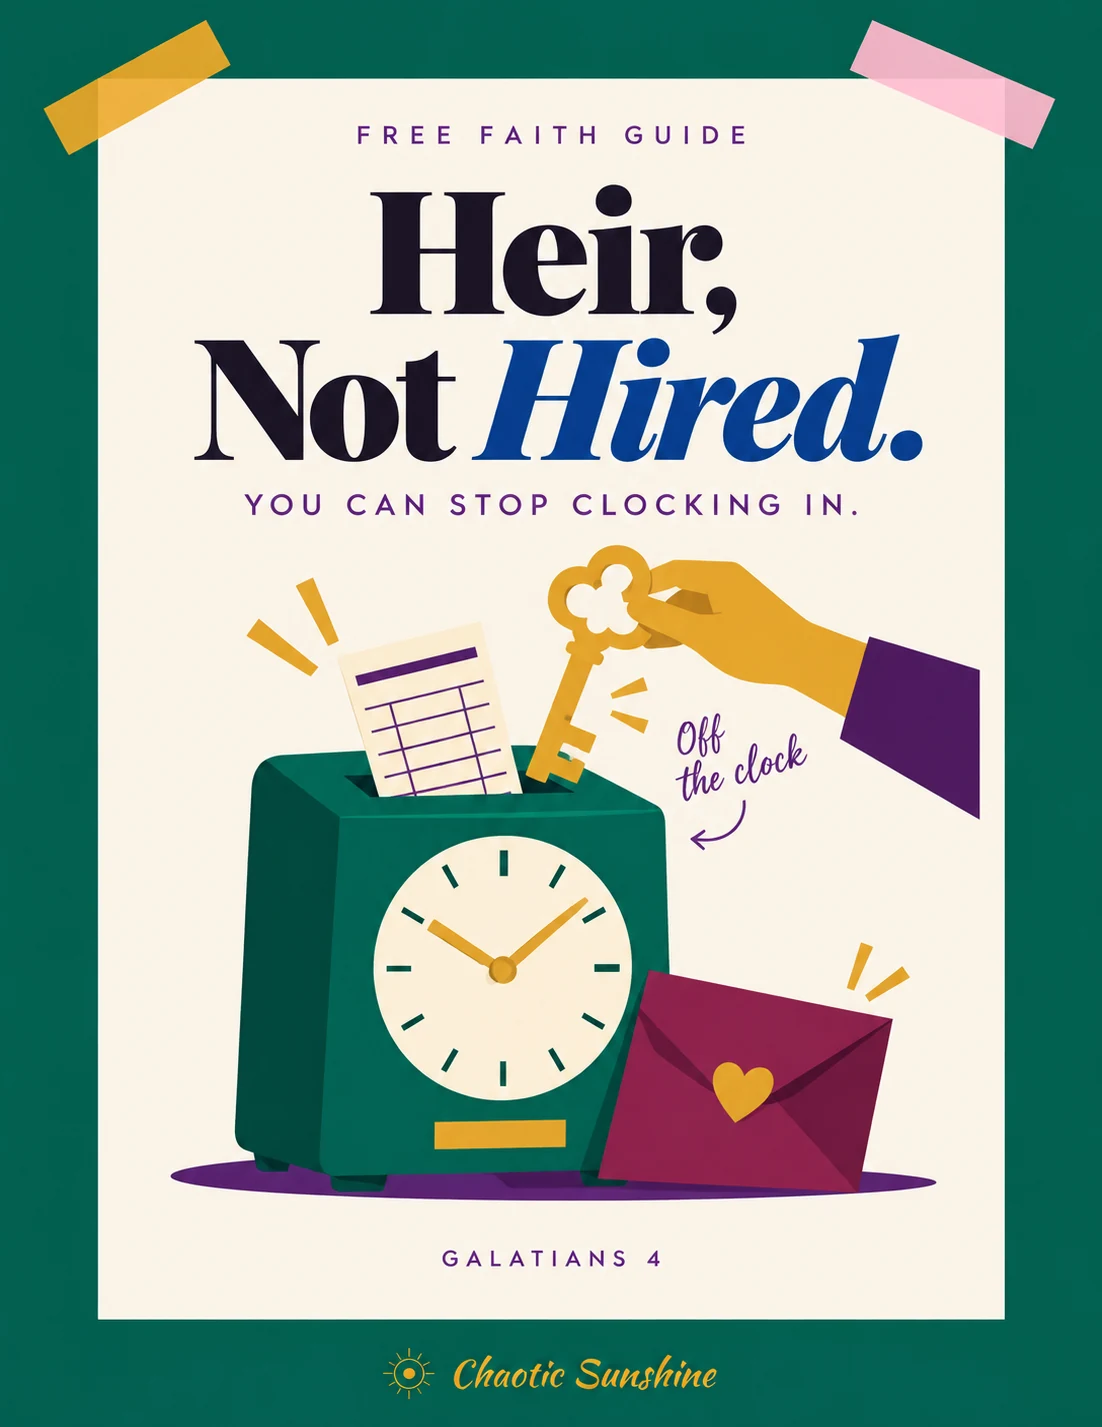 FREE FAITH GUIDE
Heir,
Not Hired.
YOU CAN STOP CLOCKING IN.
Off
the clock
GALATIANS 4
Chaotic Sunshine